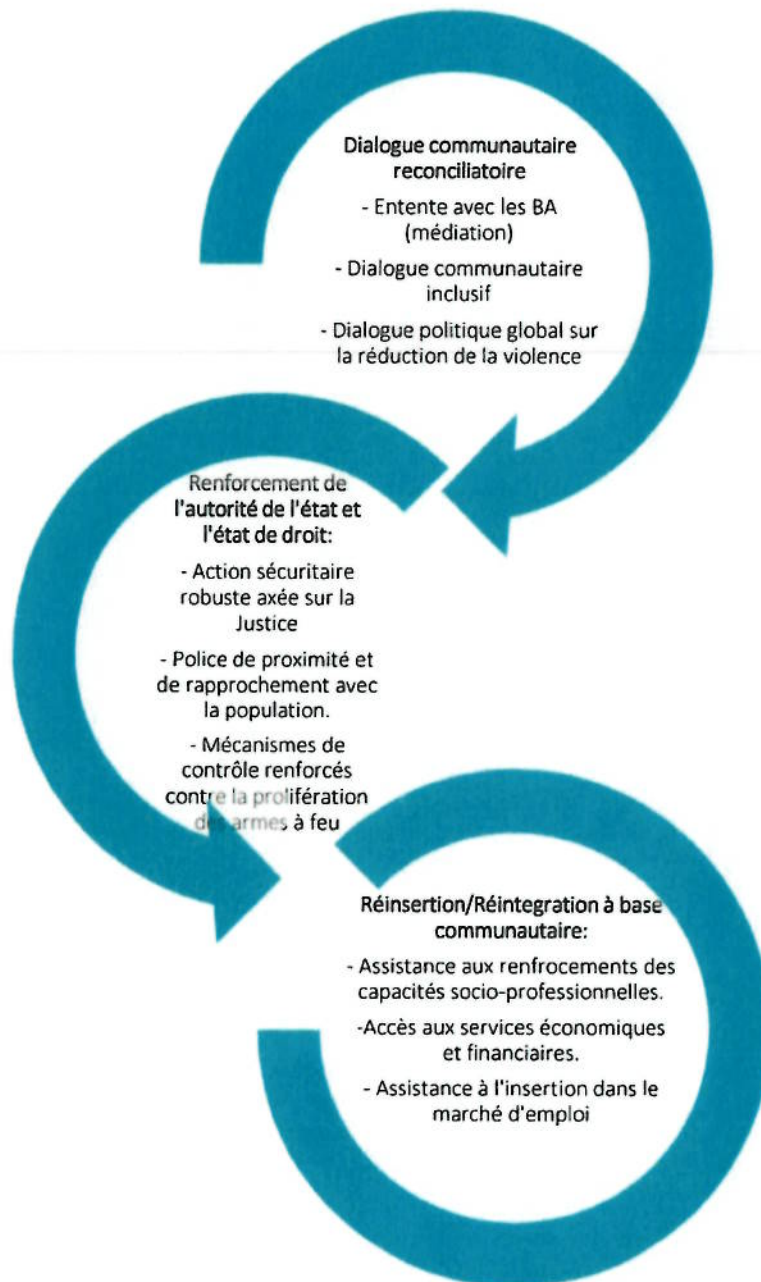 Dialogue communautaire
reconciliatoire
- Entente avec les BA
(médiation)
- Dialogue communautaire
inclusif
- Dialogue politique global sur
la réduction de la violence
Renforcement de
l'autorité de l'état et
l'état de droit:
- Action sécuritaire
robuste axée sur la
Justice
- Police de proximité et
de rapprochement avec
la population.
- Mécanismes de
contrôle renforcés
contre la prolifération
des armes à feu
Réinsertion/Réintegration à base
communautaire:
- Assistance aux renfrocements des
capacités socio-professionnelles.
-Accès aux services économiques
et financiaires.
- Assistance à l'insertion dans le
marché d'emploi